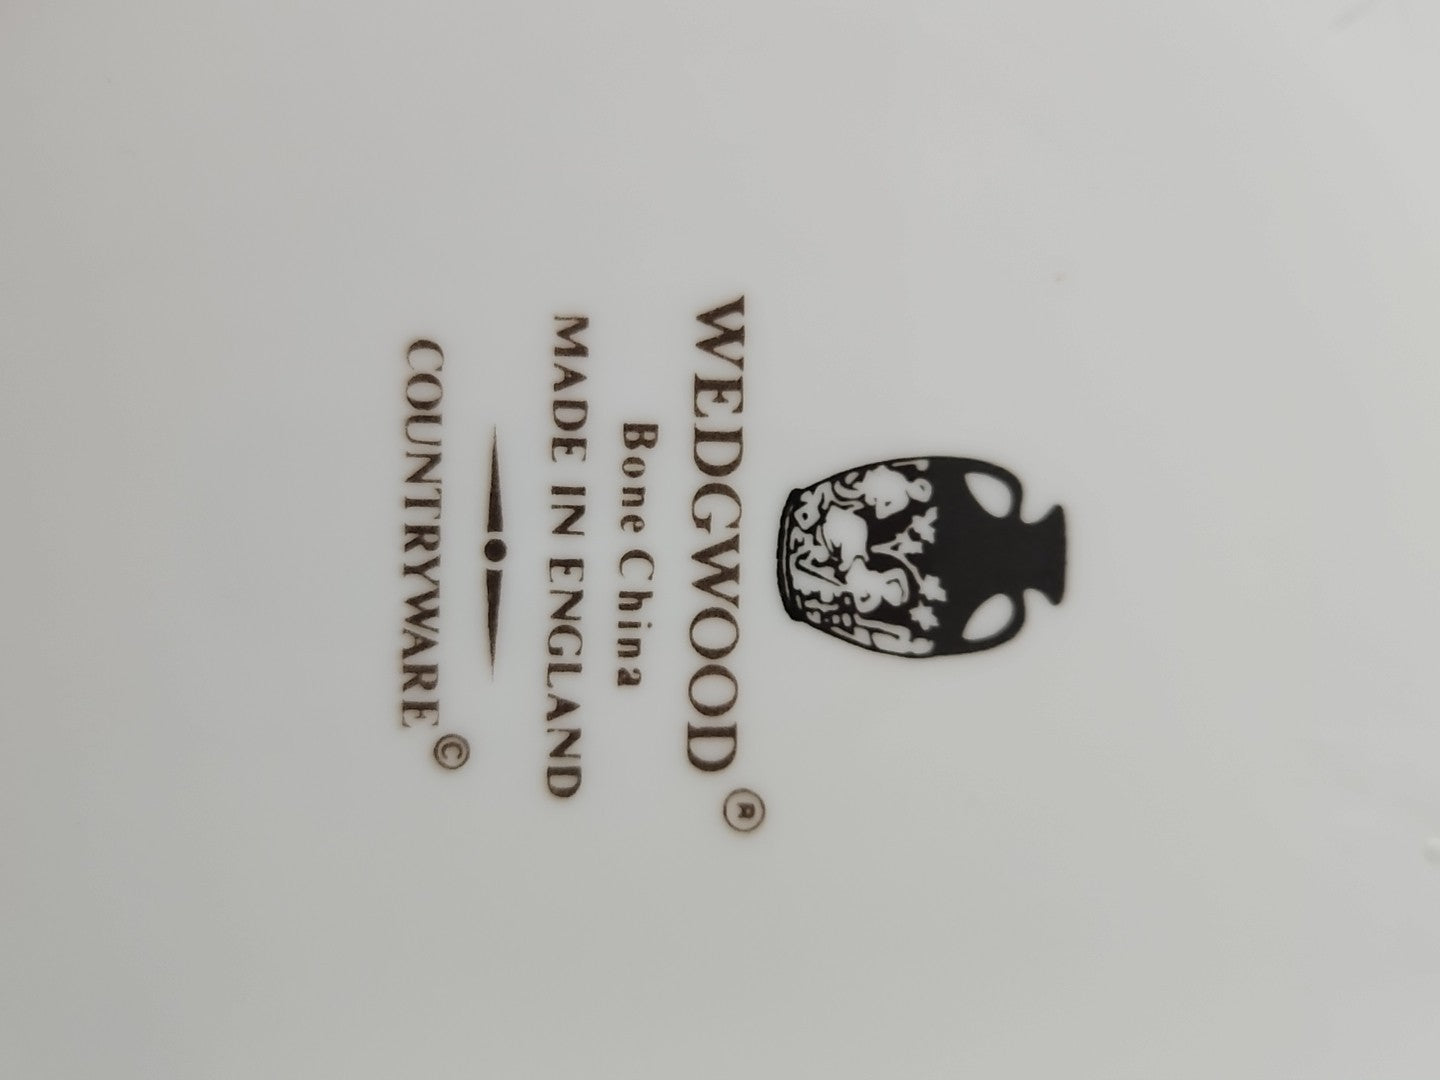 WEDGWOOD ®
Bone China
MADE IN ENGLAND
COUNTRYWARE ©